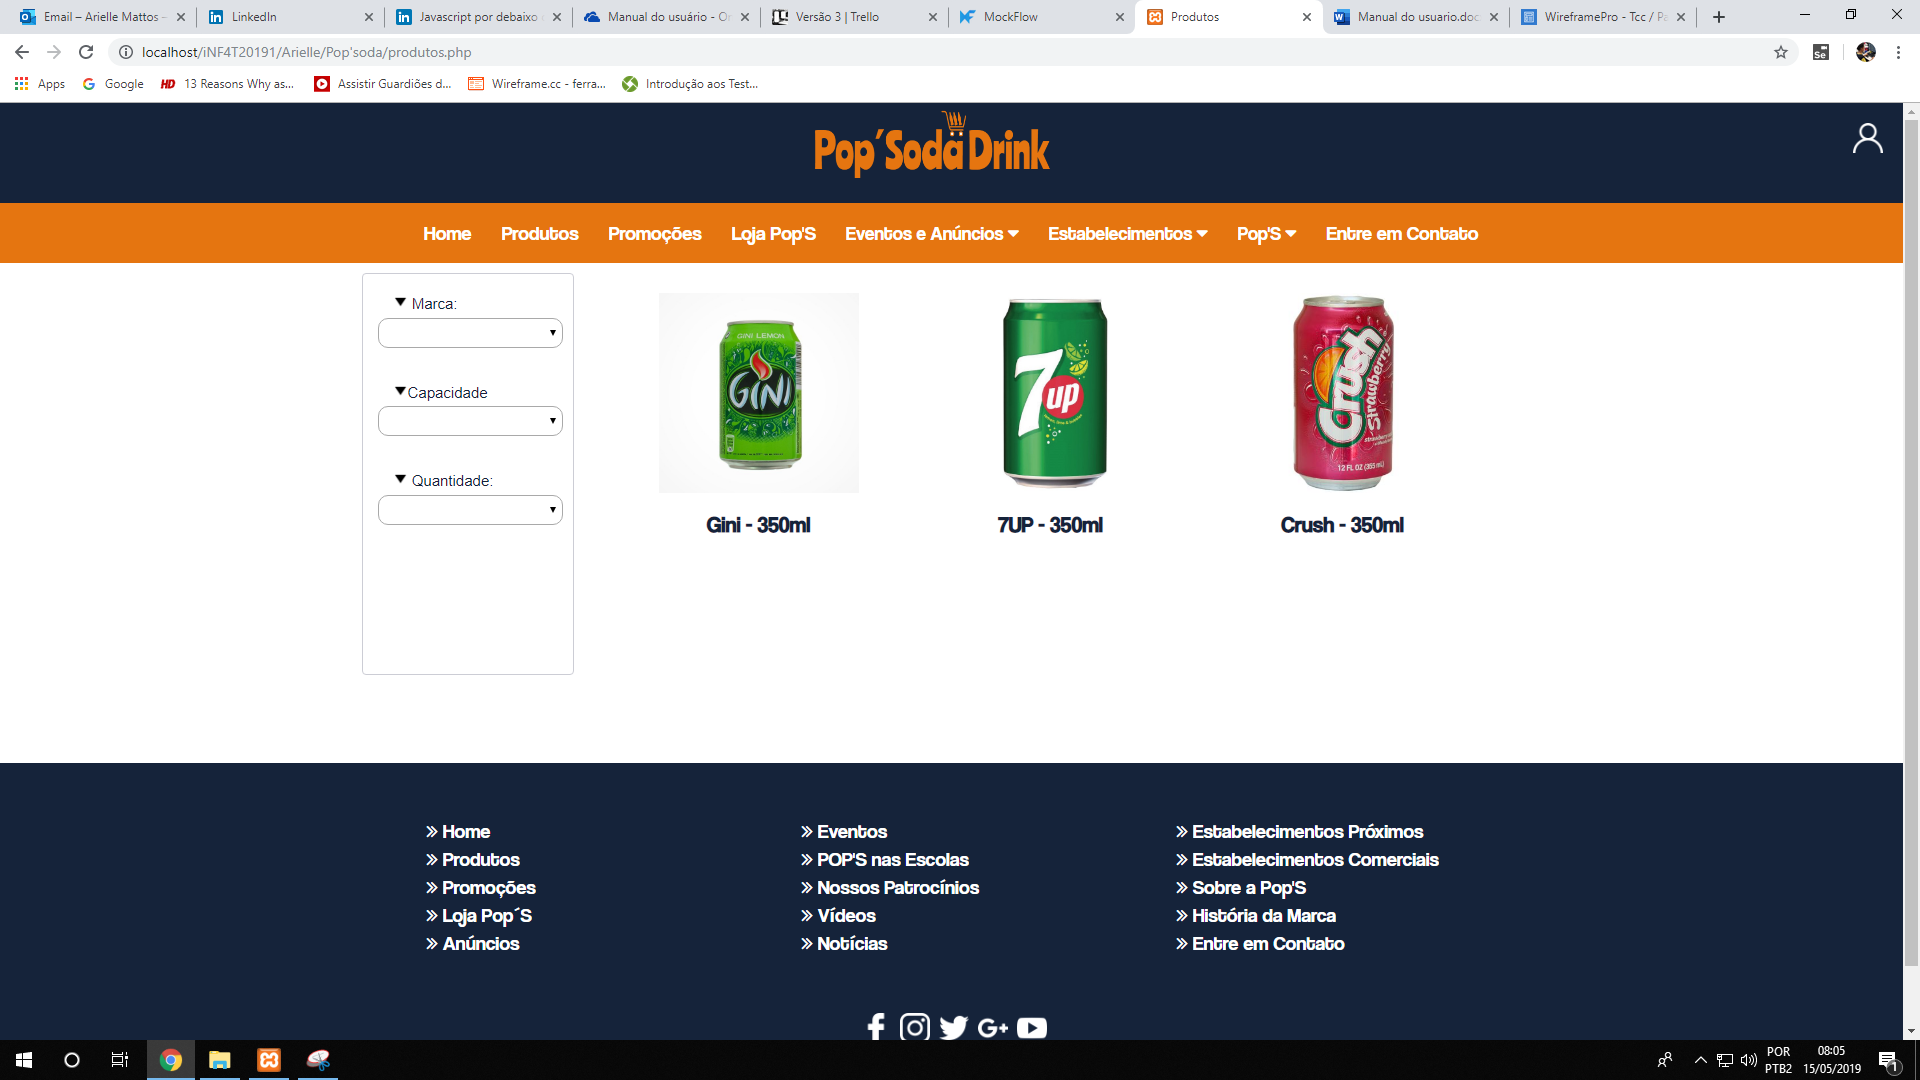 Email – Arielle Mattos - LinkedIn Javascript por debaixo Manual do usuário - On Versão 3 | Trello MockFlow Produtos Manual do usuario.doc WireframePro - Tcc / Pa
localhost/iNF4T20191/Arielle/Pop'soda/produtos.php Se
Apps Google HD 13 Reasons Why as... Assistir Guardiões d... Wireframe.cc - ferra... Introdução aos Test...
Pop´Soda Drink
Home Produtos Promoções Loja Pop'S Eventos e Anúncios Estabelecimentos Pop'S Entre em Contato
Marca:
Capacidade
Quantidade:
GINI LEMON
GINI
7up
Crush
Strawberry
12 FL OZ (355 mL)
Gini - 350ml 7UP - 350ml Crush - 350ml
Home
Produtos
Promoções
Loja Pop´S
Anúncios
Eventos
POP'S nas Escolas
Nossos Patrocínios
Vídeos
Notícias
Estabelecimentos Próximos
Estabelecimentos Comerciais
Sobre a Pop'S
História da Marca
Entre em Contato
G+
POR
PTB2
08:05
15/05/2019
1